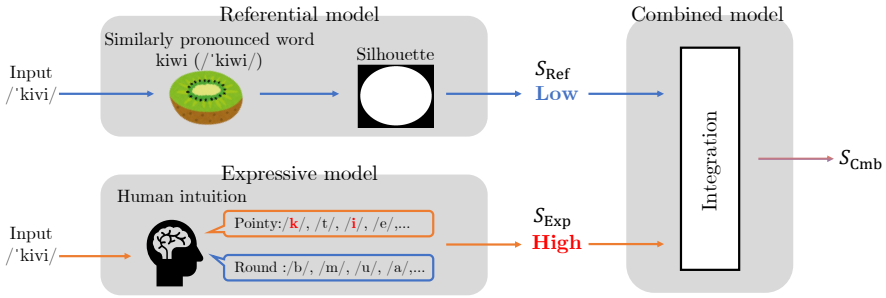 Referential model
Similarly pronounced word
kiwi (/ˈkiwi/)
Silhouette
Input
/ˈkivi/
S_Ref
Low
Expressive model
Human intuition
Pointy:/k/, /t/, /i/, /e/,...
Round :/b/, /m/, /u/, /a/,...
Input
/ˈkivi/
S_Exp
High
Combined model
Integration
S_Cmb